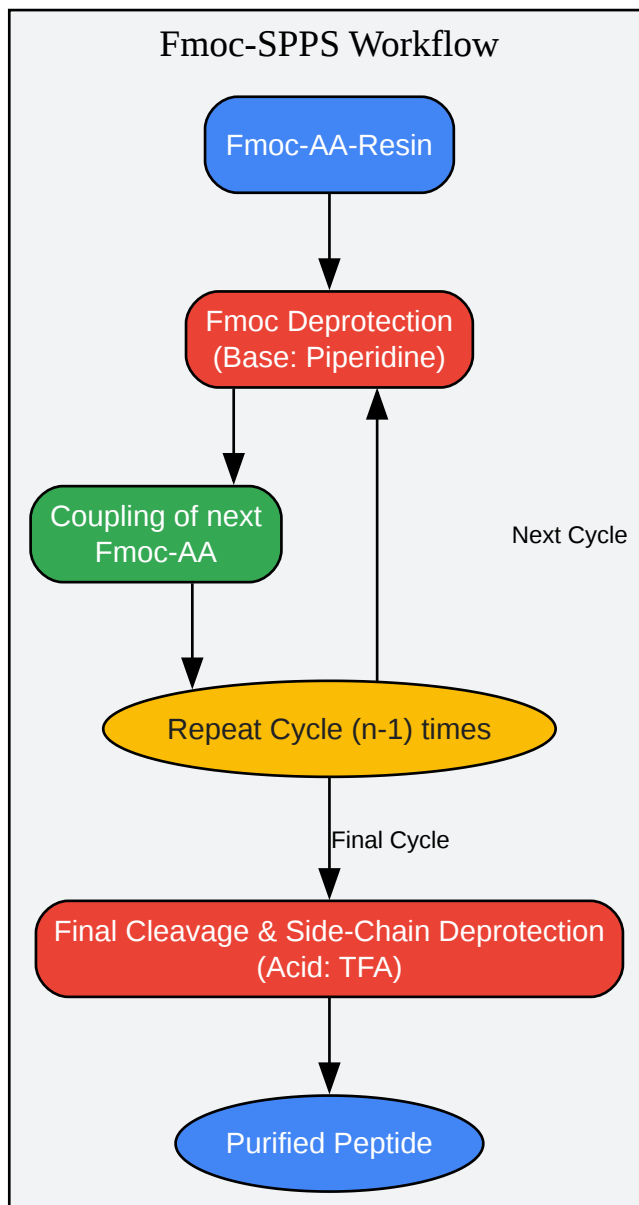 Fmoc-SPPS Workflow
Fmoc-AA-Resin
Fmoc Deprotection
(Base: Piperidine)
Coupling of next
Fmoc-AA
Next Cycle
Repeat Cycle (n-1) times
Final Cycle
Final Cleavage & Side-Chain Deprotection
(Acid: TFA)
Purified Peptide